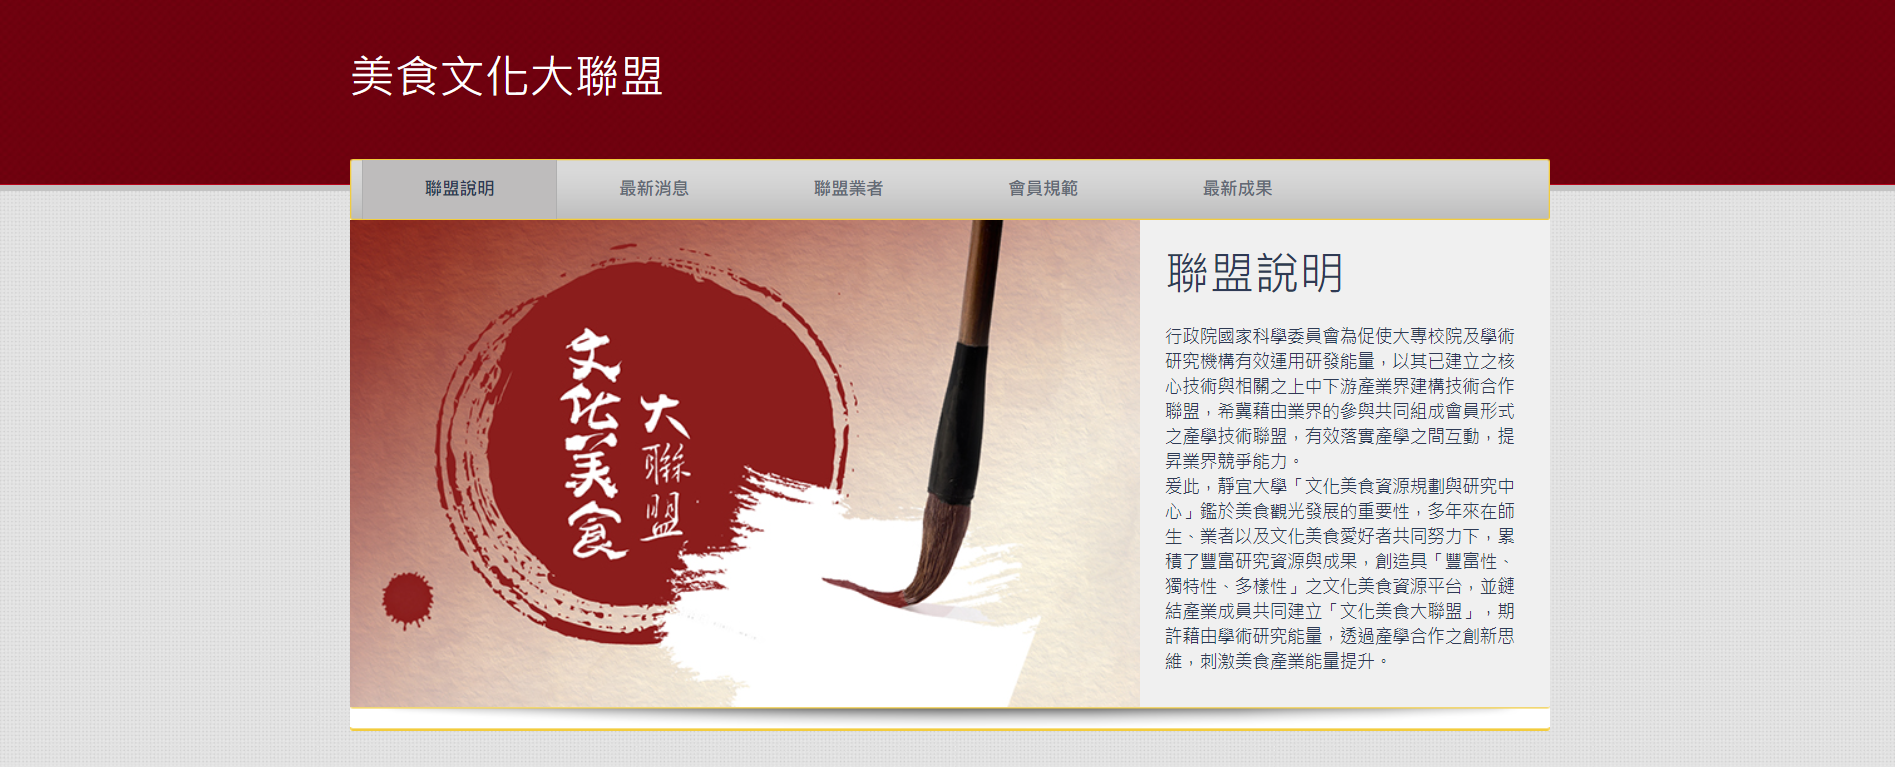 美食文化大聯盟
聯盟說明
最新消息
聯盟業者
會員規範
最新成果
文化美食
大聯盟
聯盟說明
行政院國家科學委員會為促使大專校院及學術
研究機構有效運用研發能量，以其已建立之核
心技術與相關之上中下游產業界建構技術合作
聯盟，希冀藉由業界的參與共同組成會員形式
之產學技術聯盟，有效落實產學之間互動，提
昇業界競爭能力。
爰此，靜宜大學「文化美食資源規劃與研究中
心」鑑於美食觀光發展的重要性，多年來在師
生、業者以及文化美食愛好者共同努力下，累
積了豐富研究資源與成果，創造具「豐富性、
獨特性、多樣性」之文化美食資源平台，並鏈
結產業成員共同建立「文化美食大聯盟」，期
許藉由學術研究能量，透過產學合作之創新思
維，刺激美食產業能量提升。